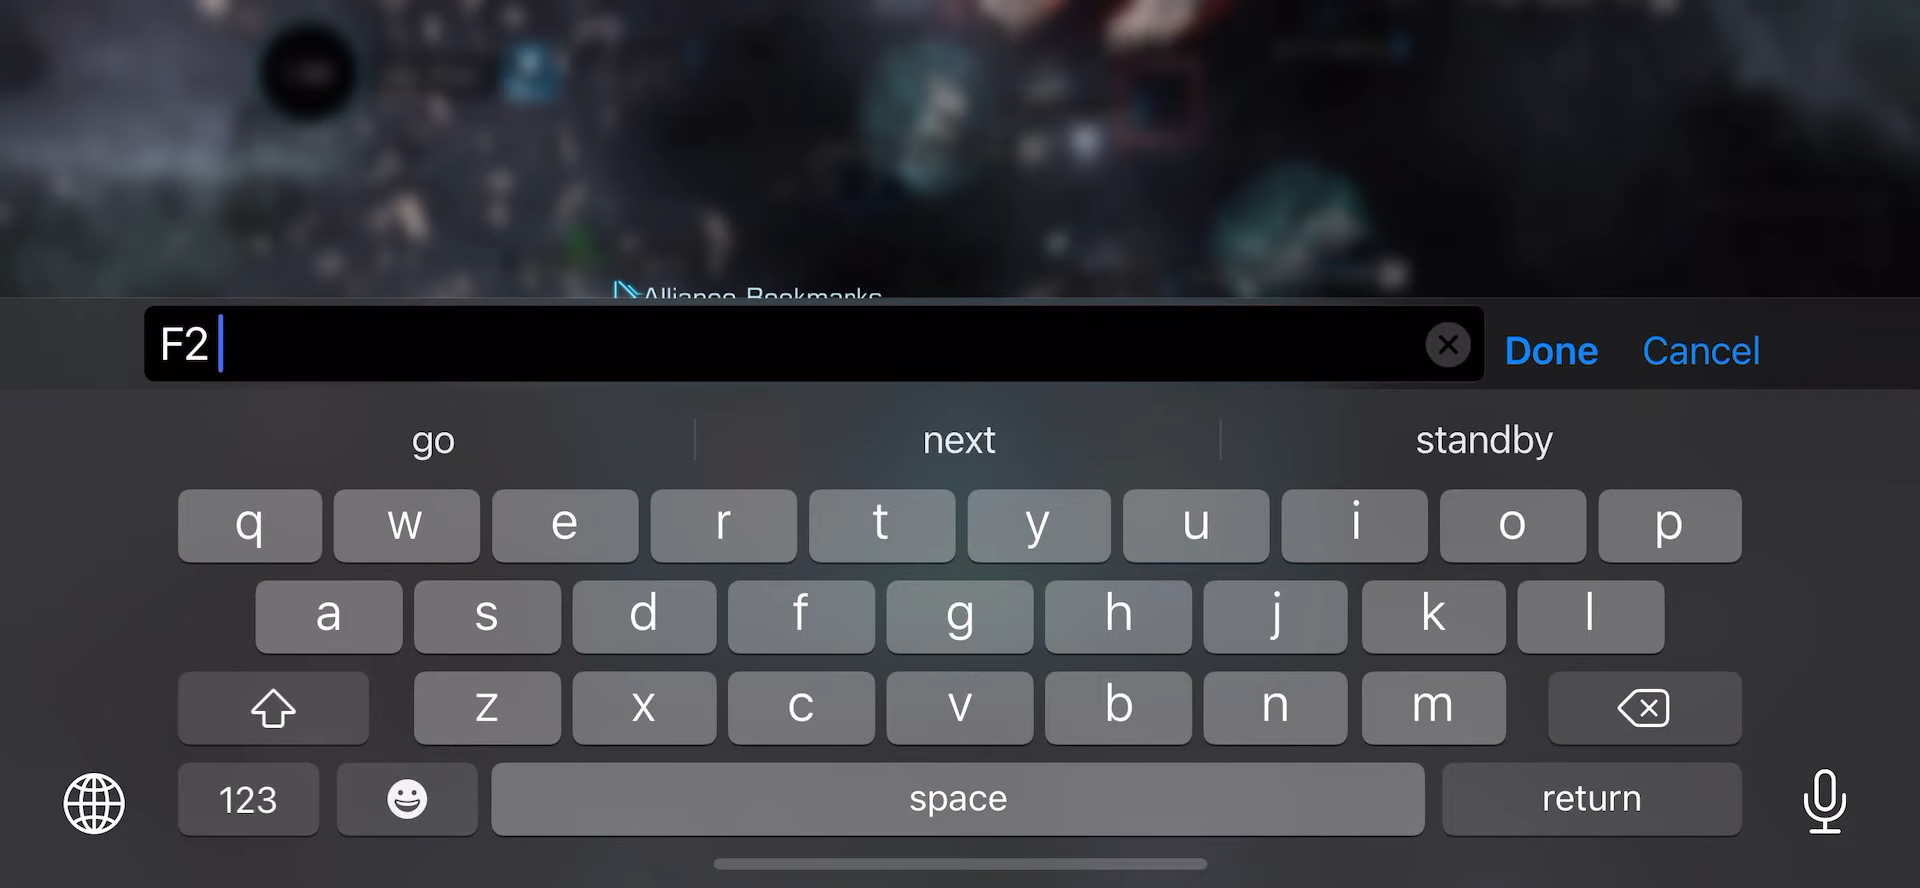 Alliance Bookmarks
F2
Done Cancel
go next standby
q w e r t y u i o p
a s d f g h j k l
z x c v b n m
123 space return